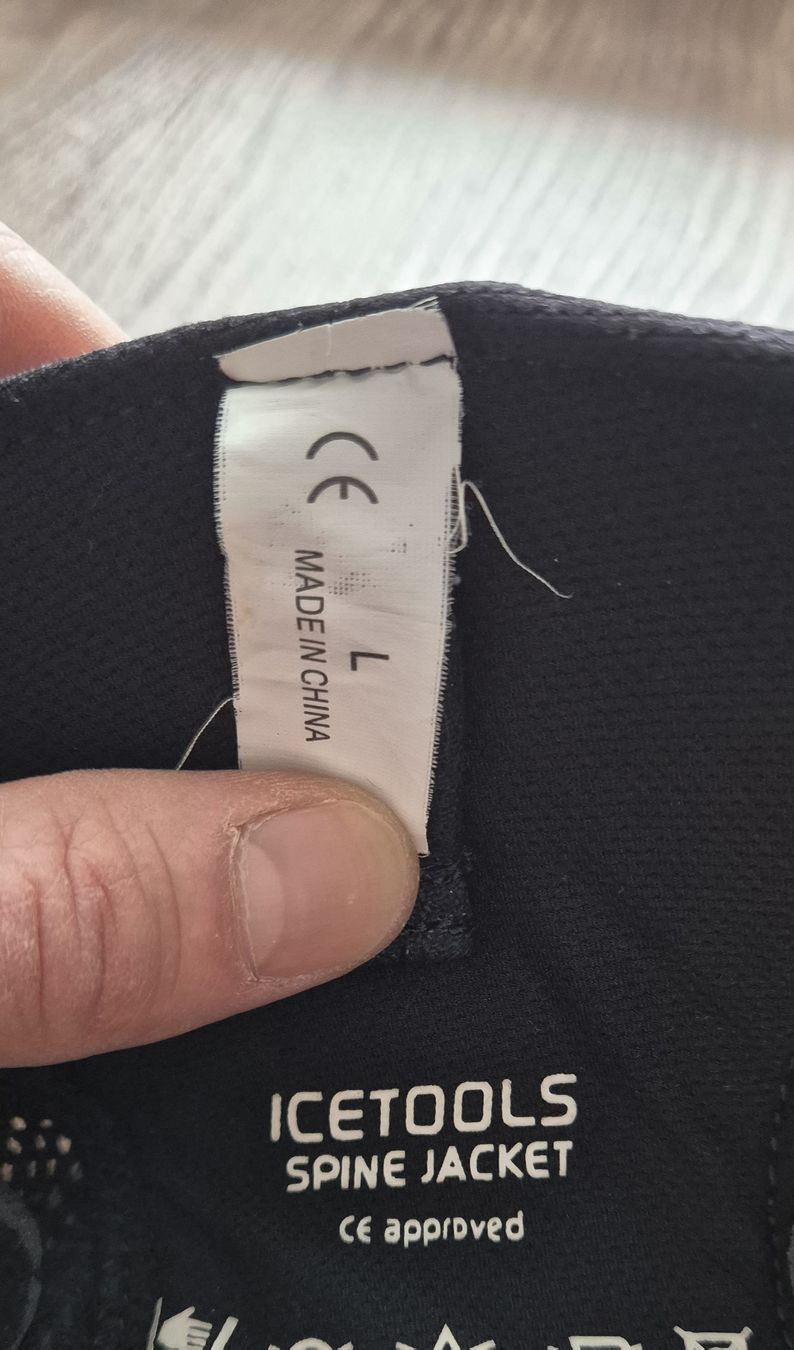 CE
L
MADE IN CHINA
ICETOOLS
SPINE JACKET
CE approved